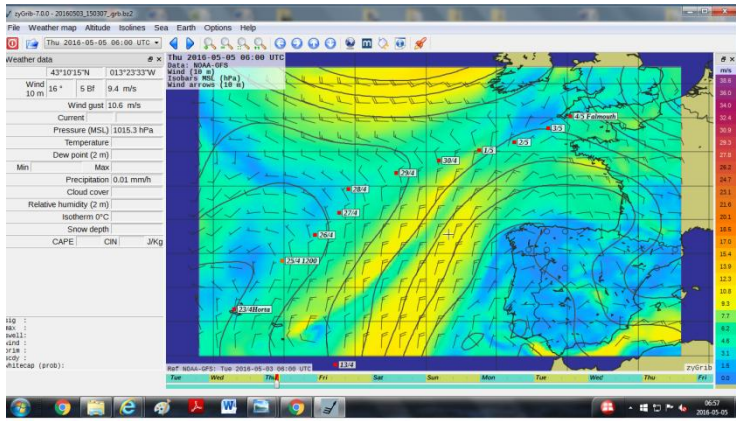 zyGrib-7.0.0 - 20160503_150307_.grb.bz2
File Weather map Altitude Isolines Sea Earth Options Help
Thu 2016-05-05 06:00 UTC
Weather data
43°10'15"N 013°23'33"W
Wind 10 m 16 ° 5 Bf 9.4 m/s
Wind gust 10.6 m/s
Current
Pressure (MSL) 1015.3 hPa
Temperature
Dew point (2 m)
Min Max
Precipitation 0.01 mm/h
Cloud cover
Relative humidity (2 m)
Isotherm 0°C
Snow depth
CAPE CIN J/Kg
sig :
max :
swell:
wind :
prim :
scdy :
whitecap (prob):
Thu 2016-05-05 06:00 UTC
Data: NOAA-GFS
Wind (10 m)
Isobars MSL (hPa)
Wind arrows (10 m)
4/5 Falmouth
3/5
2/5
1/5
30/4
29/4
28/4
27/4
26/4
25/4 1200
23/4Horta
13/4
Ref NOAA-GFS: Tue 2016-05-03 06:00 UTC
zyGrib
Tue Wed Thu Fri Sat Sun Mon Tue Wed Thu Fri
m/s
38.6
36.0
34.0
32.4
30.9
29.3
27.8
26.2
24.7
23.1
21.6
20.1
18.5
17.0
15.4
13.9
12.3
10.8
9.3
7.7
6.2
4.6
3.1
1.5
0.0
06:57
2016-05-05